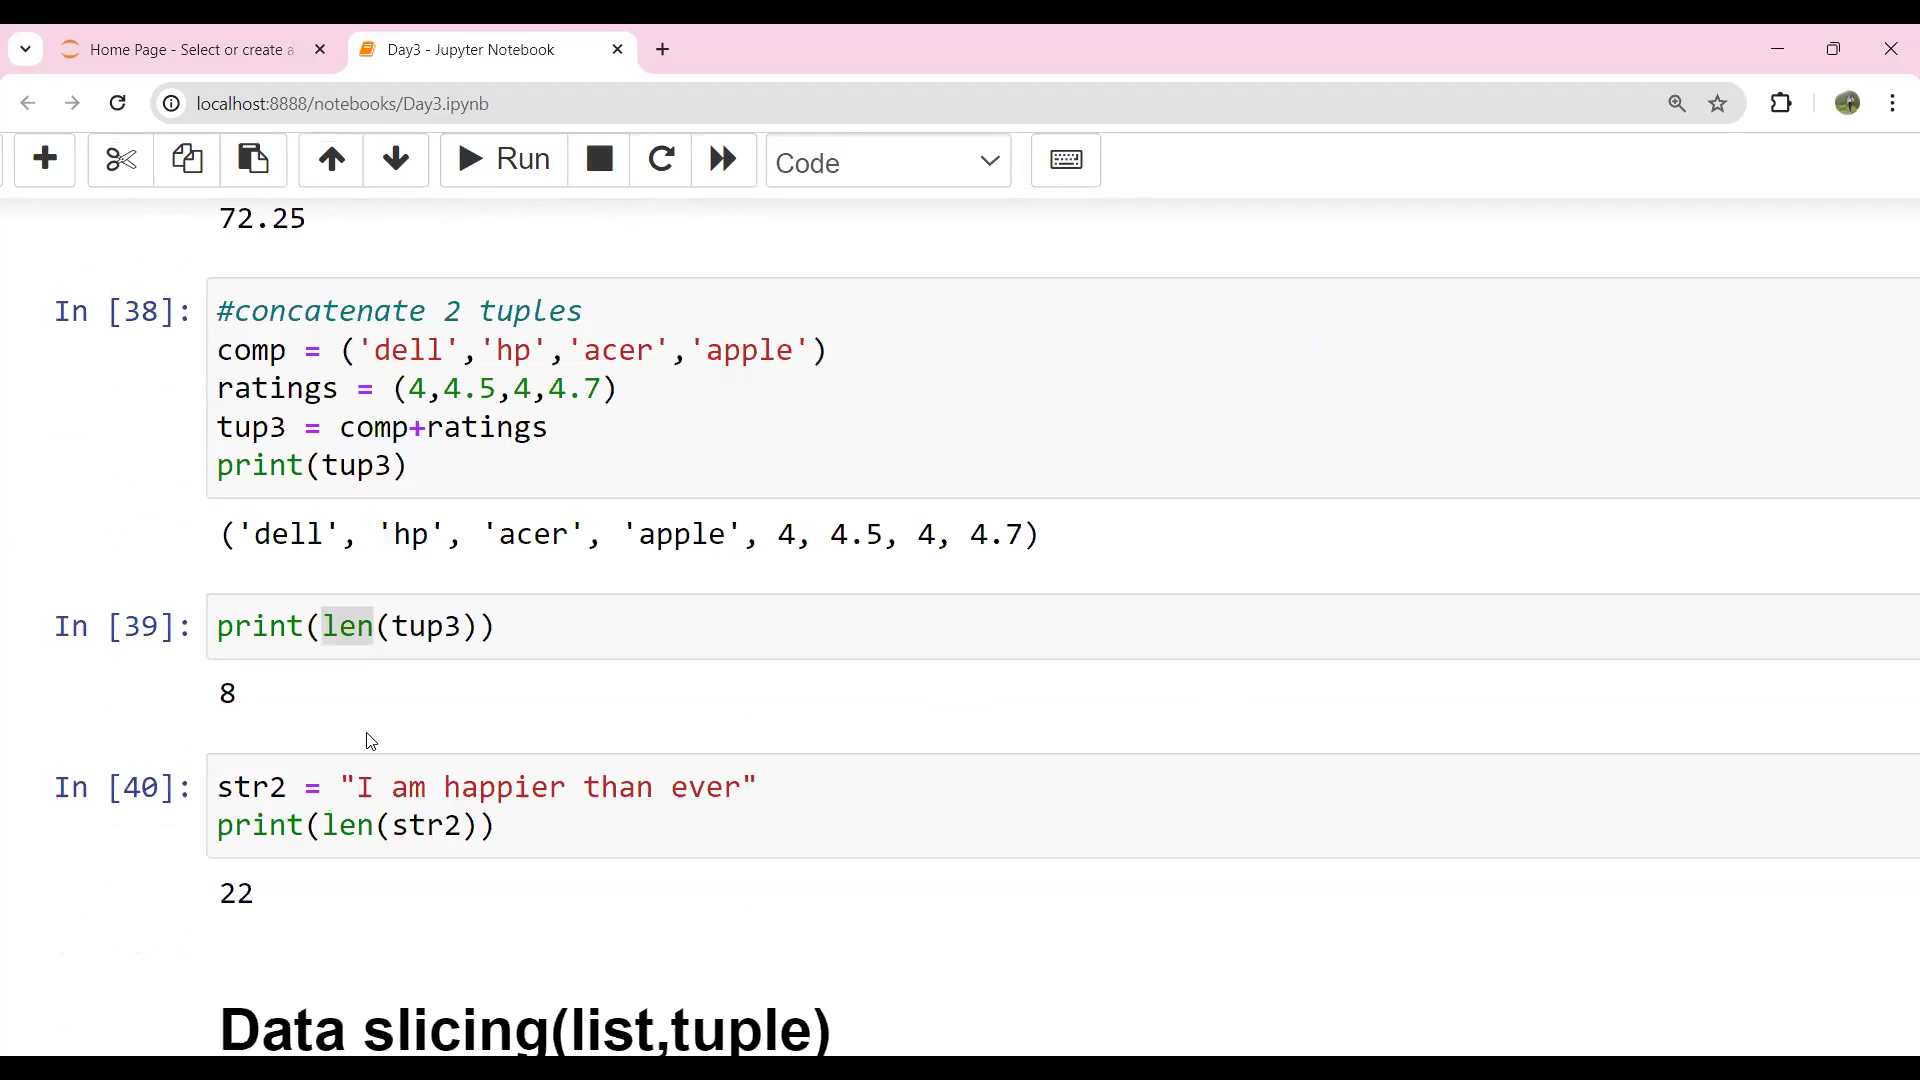 Home Page - Select or create a
Day3 - Jupyter Notebook
localhost:8888/notebooks/Day3.ipynb
Run
Code
72.25
In [38]:
#concatenate 2 tuples
comp = ('dell','hp','acer','apple')
ratings = (4,4.5,4,4.7)
tup3 = comp+ratings
print(tup3)
('dell', 'hp', 'acer', 'apple', 4, 4.5, 4, 4.7)
In [39]:
print(len(tup3))
8
In [40]:
str2 = "I am happier than ever"
print(len(str2))
22
Data slicing(list,tuple)